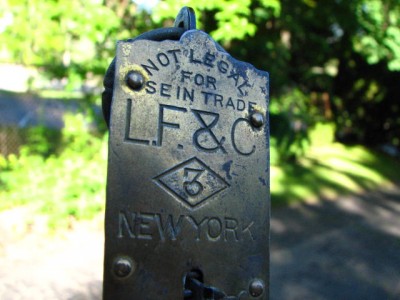 NOT LEGAL
FOR
USE IN TRADE
L.F. & C
3
NEW YORK